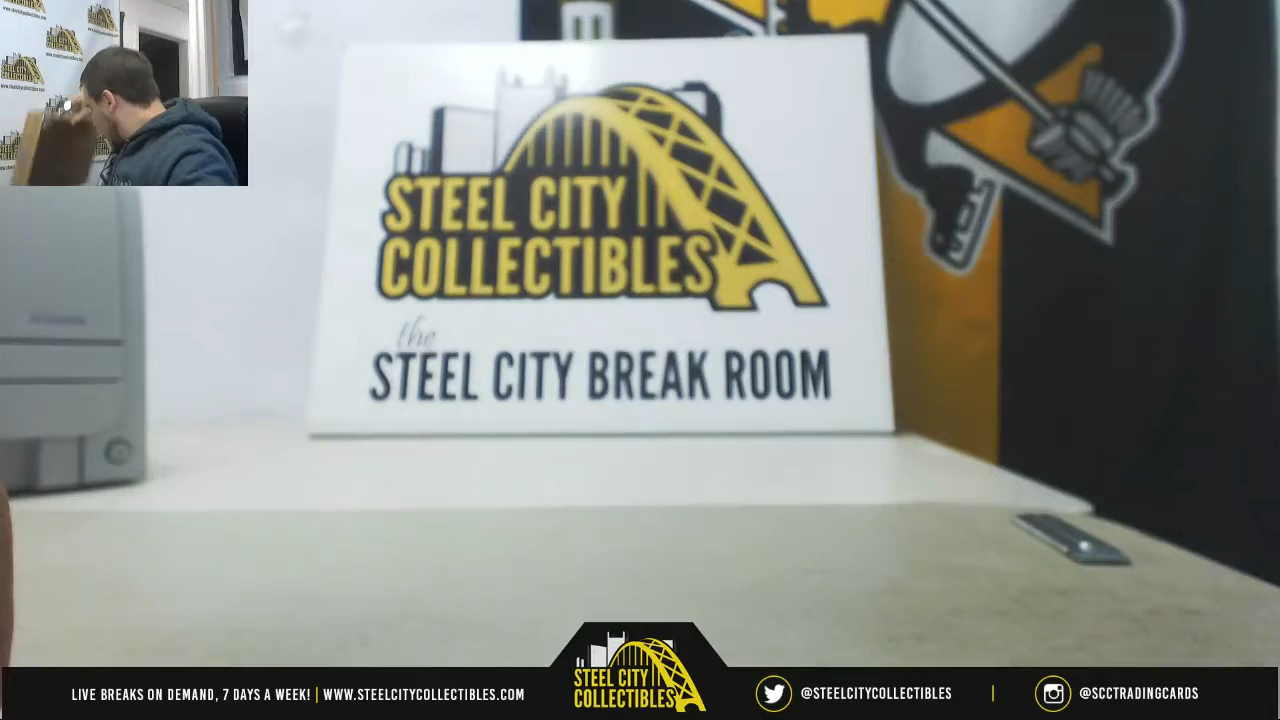 STEEL CITY
COLLECTIBLES
the
STEEL CITY BREAK ROOM
LIVE BREAKS ON DEMAND, 7 DAYS A WEEK! | WWW.STEELCITYCOLLECTIBLES.COM
STEEL CITY
COLLECTIBLES
@STEELCITYCOLLECTIBLES
@SCCTRADINGCARDS